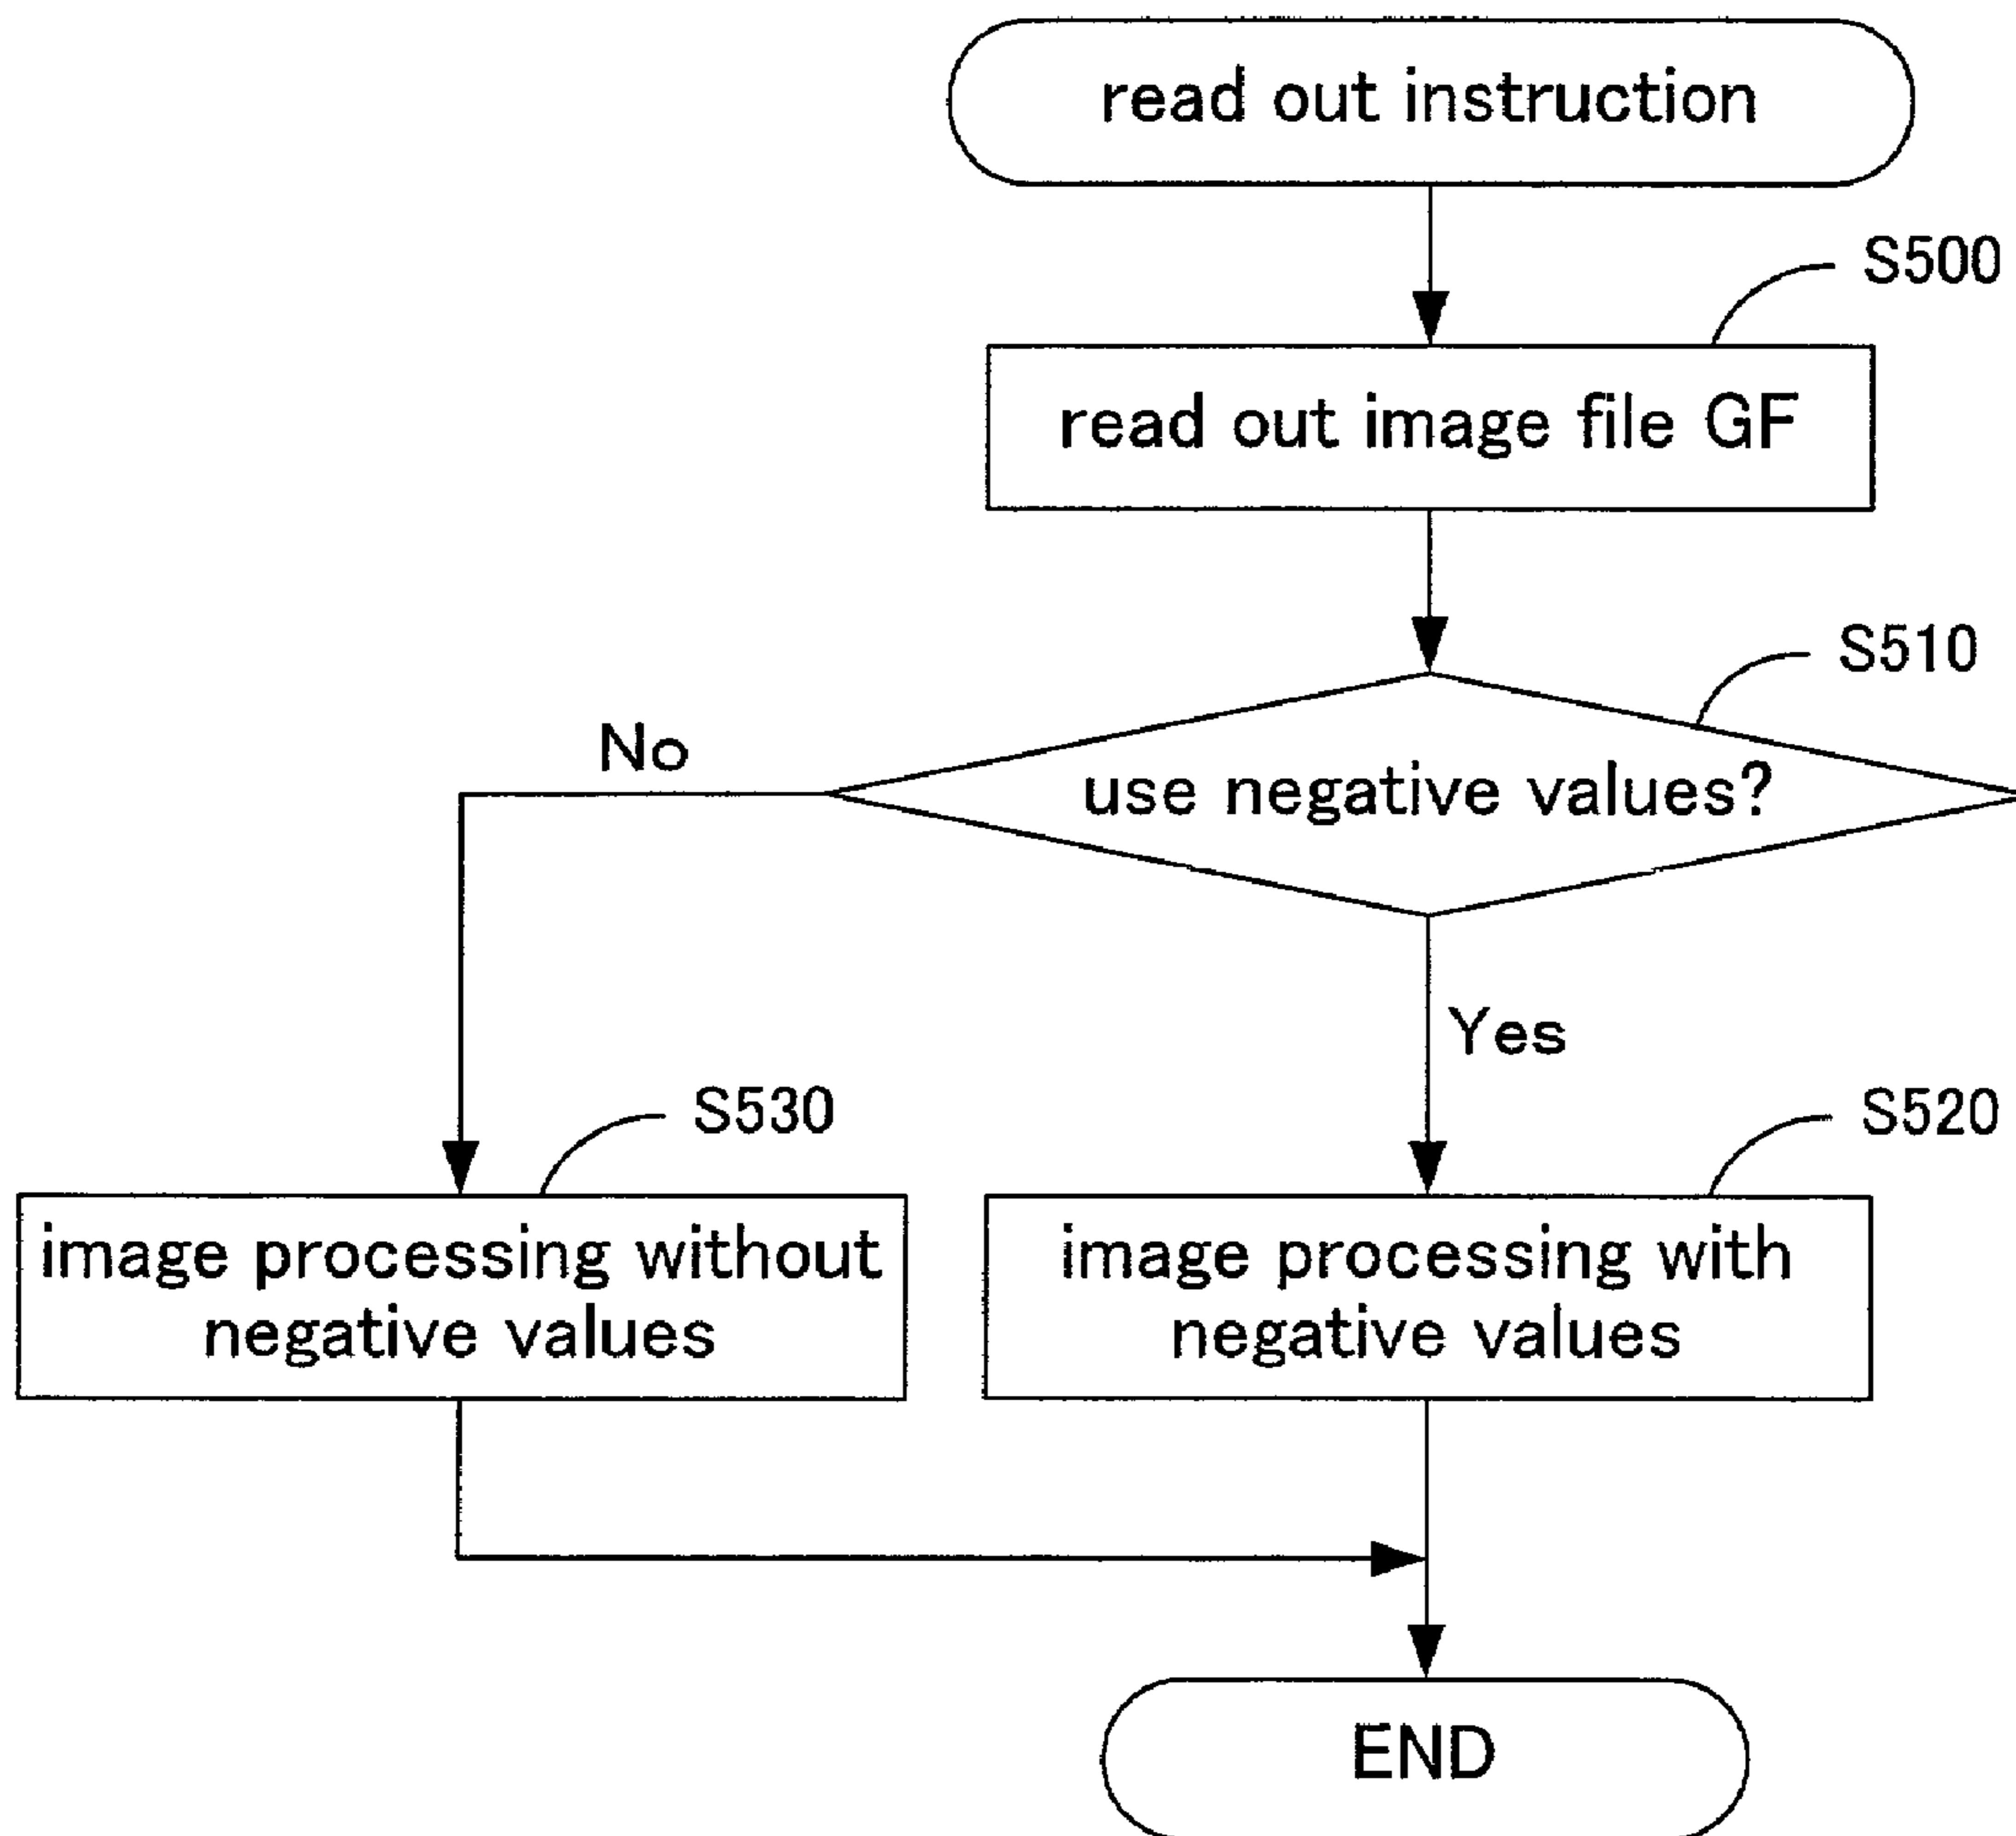 read out instruction
S500
read out image file GF
S510
No
use negative values?
Yes
S530
S520
image processing without
negative values
image processing with
negative values
END